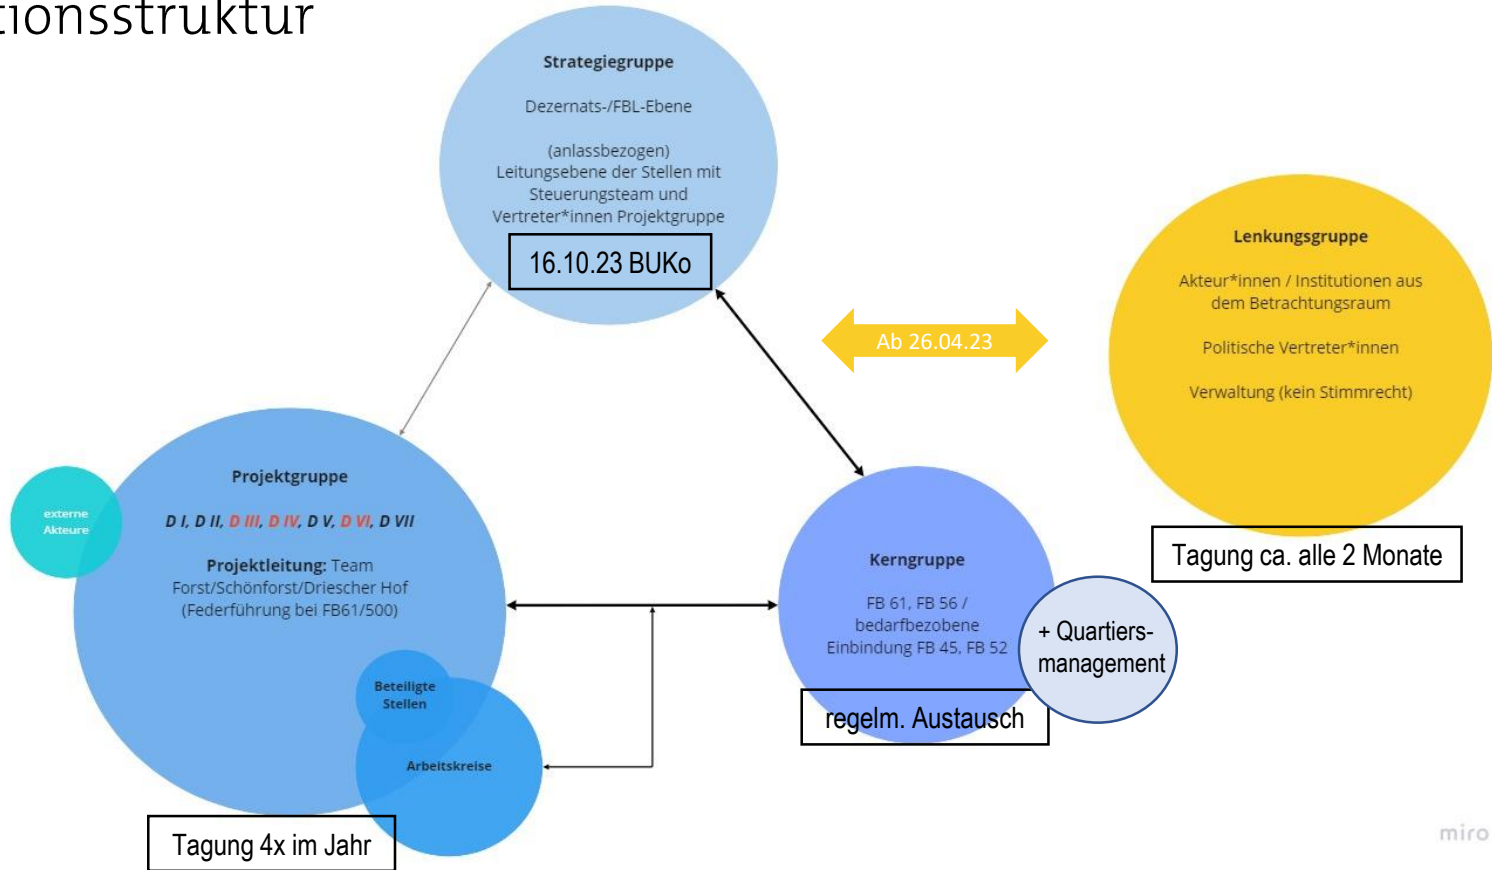 tionsstruktur
Strategiegruppe
Dezernats-/FBL-Ebene
(anlassbezogen)
Leitungsebene der Stellen mit
Steuerungsteam und
Vertreter*innen Projektgruppe
16.10.23 BUKo
Lenkungsgruppe
Akteur*innen / Institutionen aus
dem Betrachtungsraum
Politische Vertreter*innen
Verwaltung (kein Stimmrecht)
Tagung ca. alle 2 Monate
Ab 26.04.23
Projektgruppe
D I, D II, D III, D IV, D V, D VI, D VII
Projektleitung: Team
Forst/Schönforst/Driescher Hof
(Federführung bei FB61/500)
externe
Akteure
Beteiligte
Stellen
Arbeitskreise
Tagung 4x im Jahr
Kerngruppe
FB 61, FB 56 /
bedarfbezobene
Einbindung FB 45, FB 52
+ Quartiers-
management
regelm. Austausch
miro